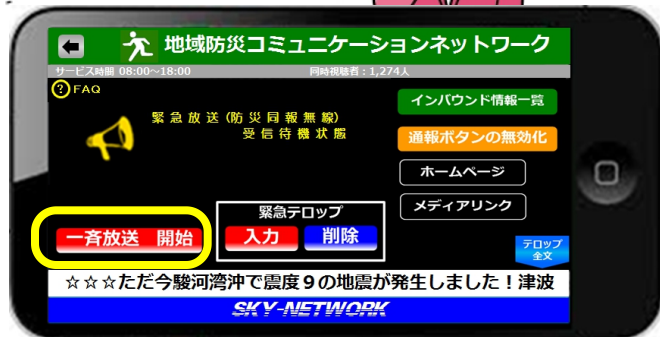 地域防災コミュニケーションネットワーク
サービス時間 08:00～18:00 同時視聴者：1,274人
?FAQ
緊急放送(防災同報無線)
受信待機状態
インバウンド情報一覧
通報ボタンの無効化
ホームページ
メディアリンク
一斉放送 開始
緊急テロップ
入力 削除
テロップ
全文
☆☆☆ただ今駿河湾沖で震度９の地震が発生しました！津波
SKY-NETWORK